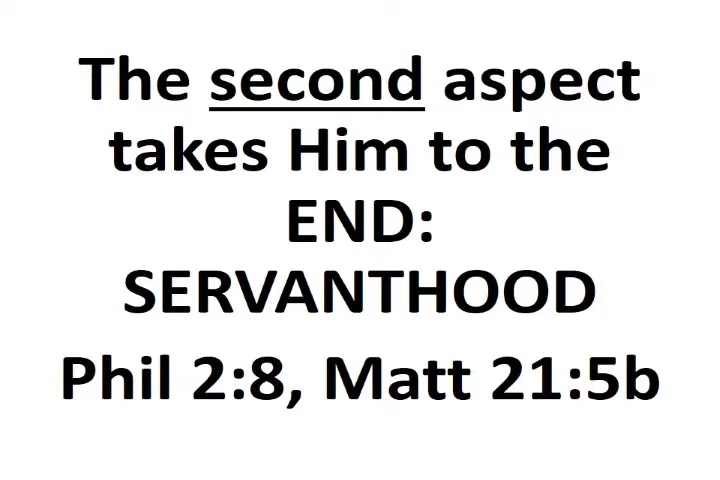 The second aspect
takes Him to the
END:
SERVANTHOOD
Phil 2:8, Matt 21:5b